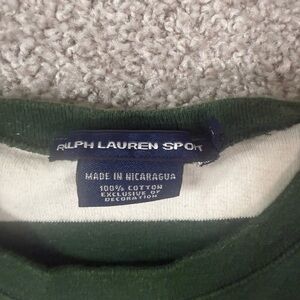 RALPH LAUREN SPORT
MADE IN NICARAGUA
100% COTTON
EXCLUSIVE OF
DECORATION